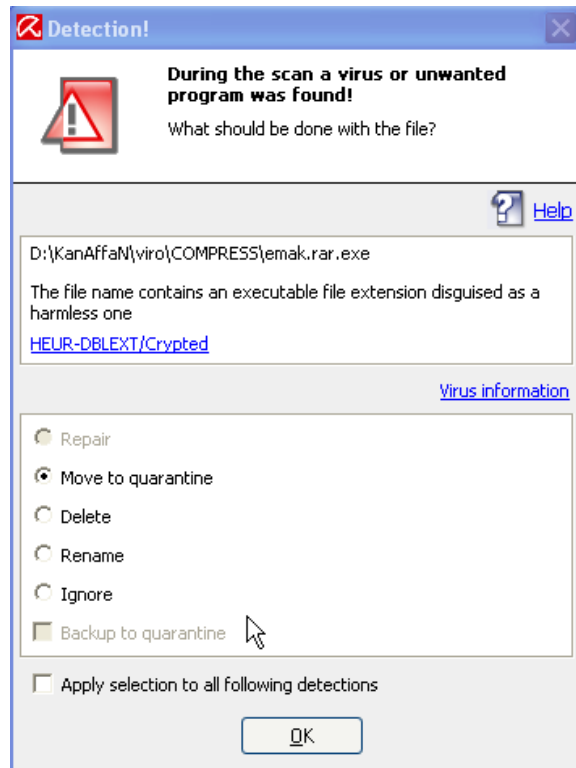 Detection!
During the scan a virus or unwanted
program was found!
What should be done with the file?
Help
D:\KanAffaN\viro\COMPRESS\emak.rar.exe
The file name contains an executable file extension disguised as a
harmless one
HEUR-DBLEXT/Crypted
Virus information
Repair
Move to quarantine
Delete
Rename
Ignore
Backup to quarantine
Apply selection to all following detections
OK